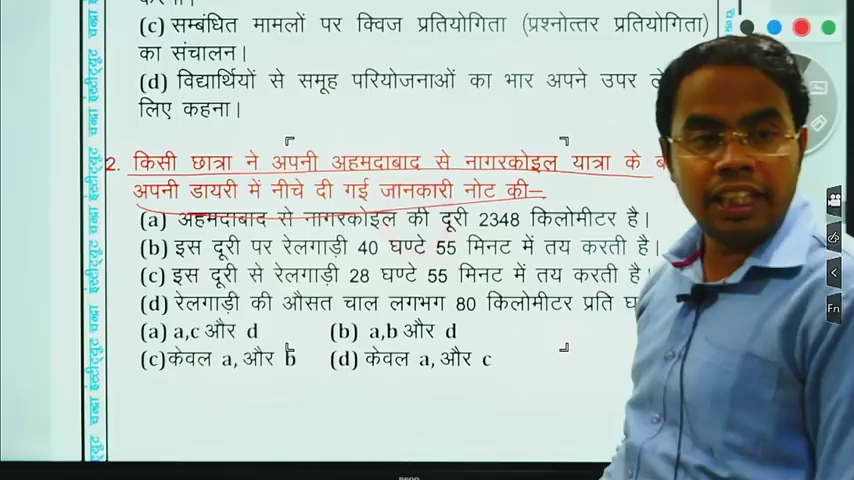 (c) सम्बंधित मामलों पर क्विज प्रतियोगिता (प्रश्नोत्तर प्रतियोगिता)
का संचालन।
(d) विद्यार्थियों से समूह परियोजनाओं का भार अपने उपर
लिए कहना।
2. किसी छात्रा ने अपनी अहमदाबाद से नागरकोइल यात्रा के
अपनी डायरी में नीचे दी गई जानकारी नोट की–
(a) अहमदाबाद से नागरकोइल की दूरी 2348 किलोमीटर है।
(b) इस दूरी पर रेलगाड़ी 40 घण्टे 55 मिनट में तय करती है।
(c) इस दूरी से रेलगाड़ी 28 घण्टे 55 मिनट में तय करती है
(d) रेलगाड़ी की औसत चाल लगभग 80 किलोमीटर प्रति
(a) a,c और d (b) a,b और d
(c) केवल a, और b (d) केवल a, और c
Fn